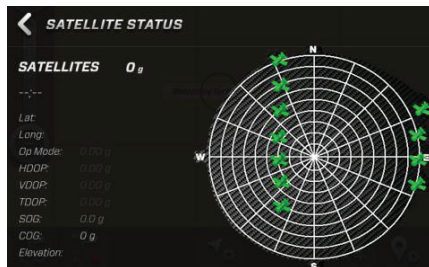 SATELLITE STATUS
SATELLITES 0 g
--:--
Lat:
Long:
Op Mode: 0.00 g
HDOP: 0.00 g
VDOP: 0.00 g
TDOP: 0.00 g
SOG: 0.0 g
COG: 0 g
Elevation:
N
W
E
S